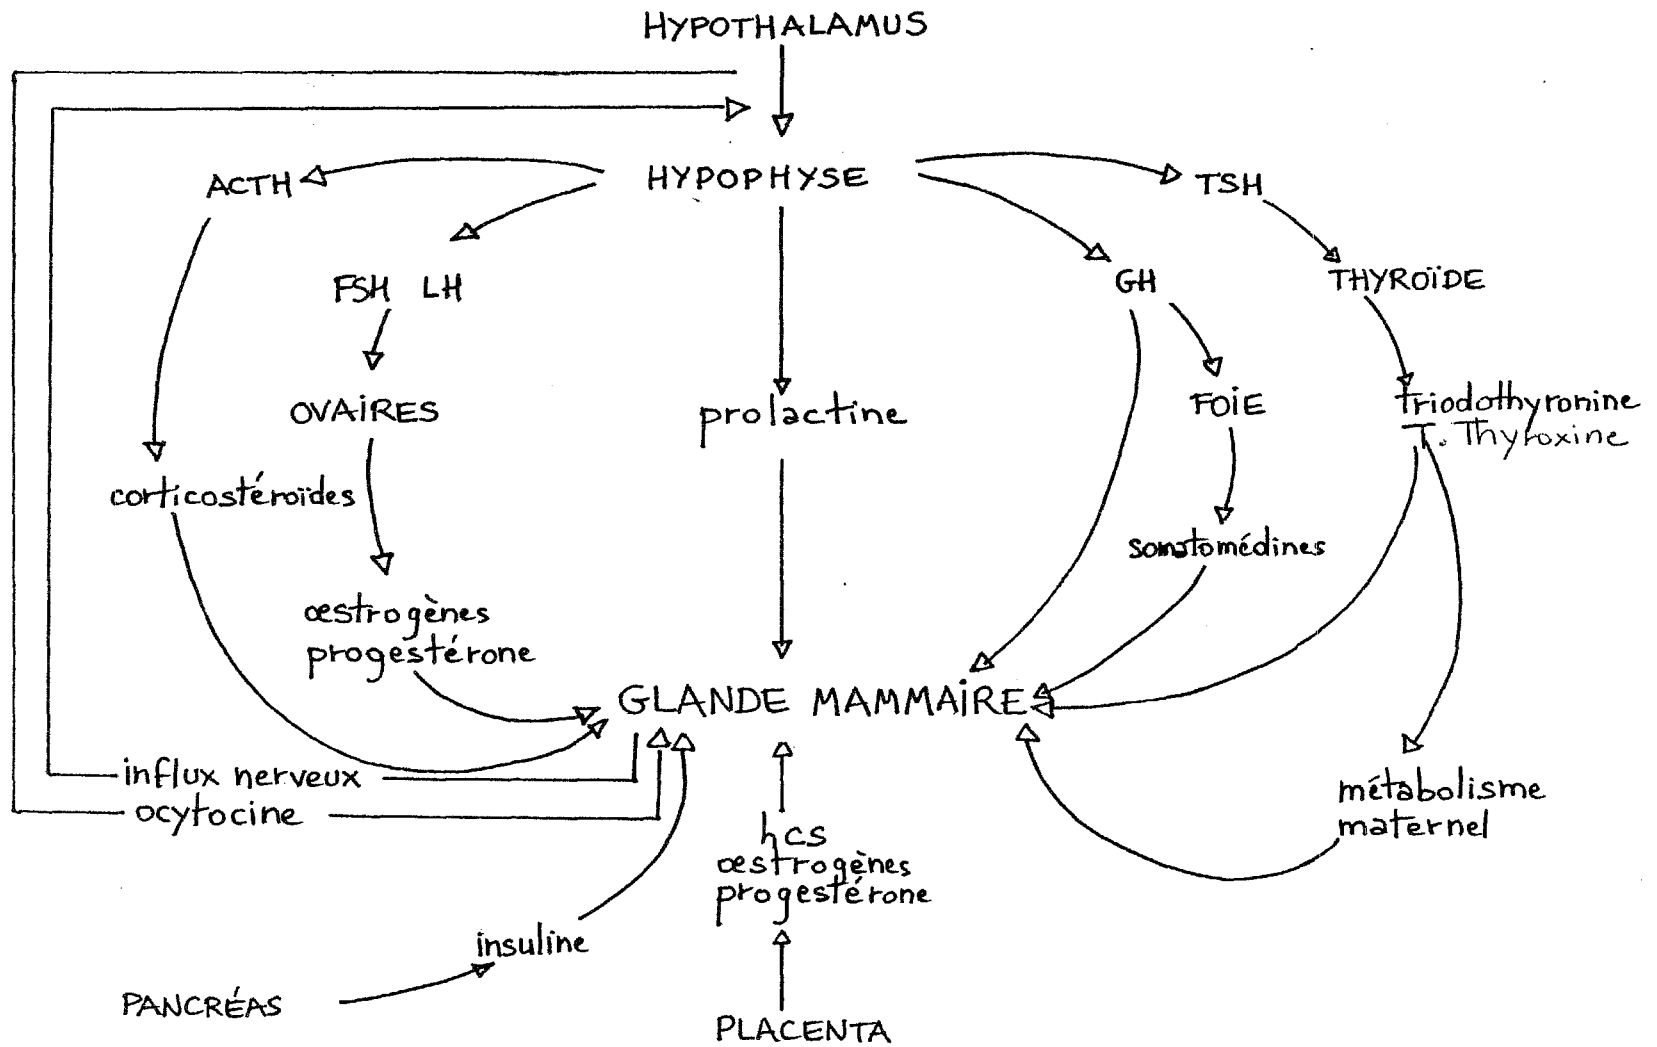 HYPOTHALAMUS
ACTH
HYPOPHYSE
TSH
FSH LH
GH
THYROÏDE
OVAIRES
prolactine
FOIE
triodothyronine
T. Thyroxine
corticostéroïdes
somatomédines
œstrogènes
progestérone
GLANDE MAMMAIRE
influx nerveux
ocytocine
métabolisme
maternel
hcs
œstrogènes
progestérone
insuline
PANCRÉAS
PLACENTA